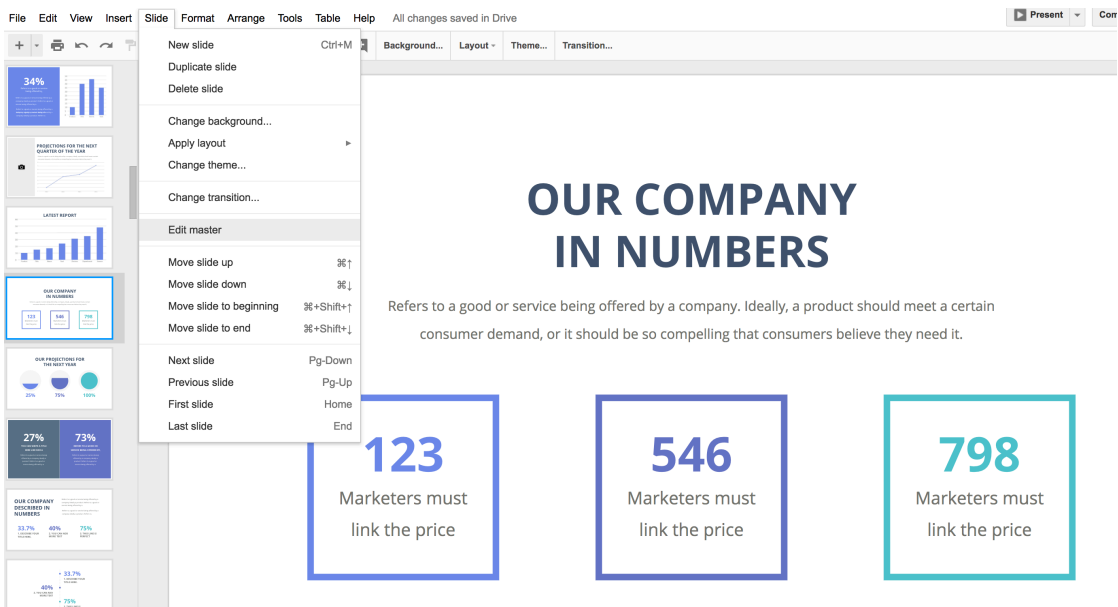 File Edit View Insert Slide Format Arrange Tools Table Help All changes saved in Drive
Present
Com
Background... Layout Theme... Transition...
New slide Ctrl+M
Duplicate slide
Delete slide
Change background...
Apply layout
Change theme...
Change transition...
Edit master
Move slide up ⌘↑
Move slide down ⌘↓
Move slide to beginning ⌘+Shift+↑
Move slide to end ⌘+Shift+↓
Next slide Pg-Down
Previous slide Pg-Up
First slide Home
Last slide End
34%
PROJECTIONS FOR THE NEXT
QUARTER OF THE YEAR
LATEST REPORT
OUR COMPANY
IN NUMBERS
123 546 798
OUR PROJECTIONS FOR
THE NEXT YEAR
25% 75% 100%
27% 73%
OUR COMPANY
DESCRIBED IN
NUMBERS
33.7% 40% 75%
33.7%
40%
75%
OUR COMPANY
IN NUMBERS
Refers to a good or service being offered by a company. Ideally, a product should meet a certain
consumer demand, or it should be so compelling that consumers believe they need it.
123 546 798
Marketers must Marketers must Marketers must
link the price link the price link the price